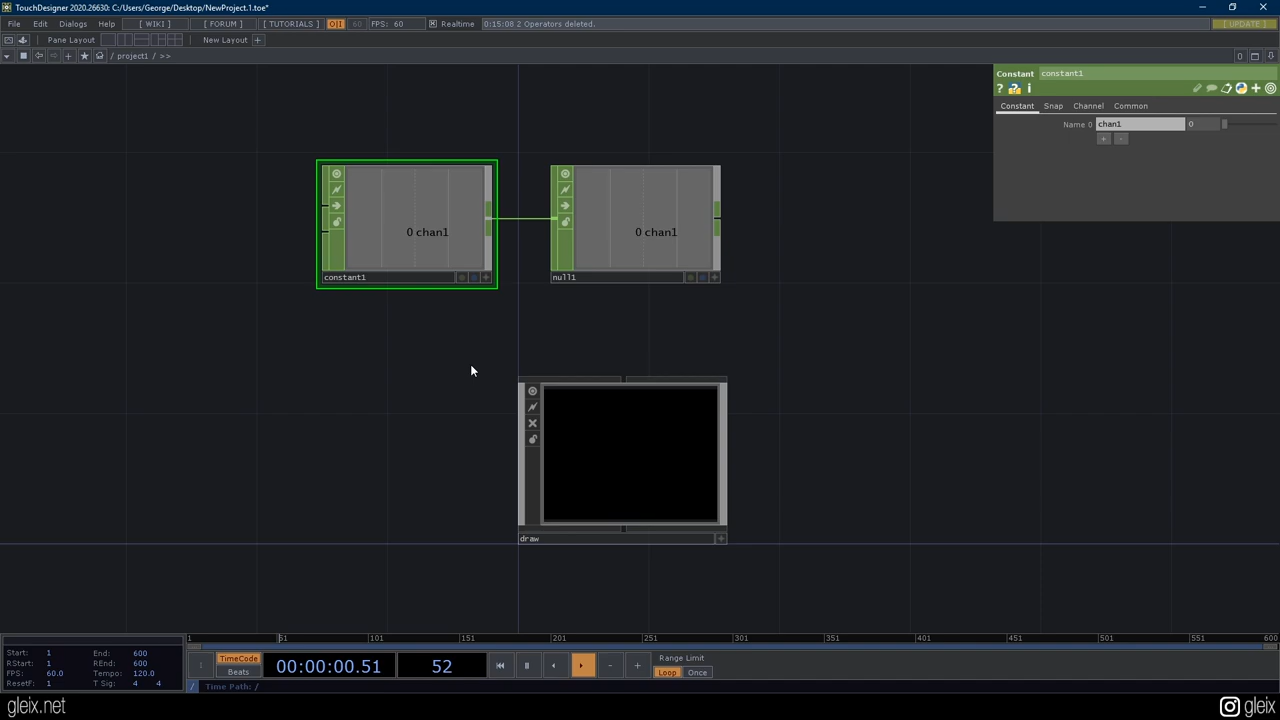 TouchDesigner 2020.26630: C:/Users/George/Desktop/NewProject.1.toe*
File Edit Dialogs Help [ WIKI ] [ FORUM ] [ TUTORIALS ] O|I 60 FPS: 60 Realtime 0:15:08 2 Operators deleted. [ UPDATE ]
Pane Layout New Layout +
/ project1 / >> 0
Constant constant1
? ? i
Constant Snap Channel Common
Name 0 chan1 0
+ -
0 chan1 0 chan1
constant1 null1
draw
1 51 101 151 201 251 301 351 401 451 501 551 600
Start: 1 End: 600
RStart: 1 REnd: 600
FPS: 60.0 Tempo: 120.0
ResetF: 1 T Sig: 4 4
1 TimeCode 00:00:00.51 52 - + Range Limit
Beats Loop Once
/ Time Path: /
gleix.net gleix